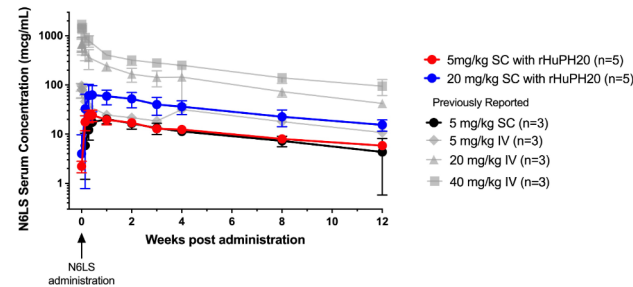 N6LS Serum Concentration (mcg/mL)
1000
100
10
1
0
2
4
6
8
10
12
Weeks post administration
N6LS
administration
5mg/kg SC with rHuPH20 (n=5)
20 mg/kg SC with rHuPH20 (n=5)
Previously Reported
5 mg/kg SC (n=3)
5 mg/kg IV (n=3)
20 mg/kg IV (n=3)
40 mg/kg IV (n=3)